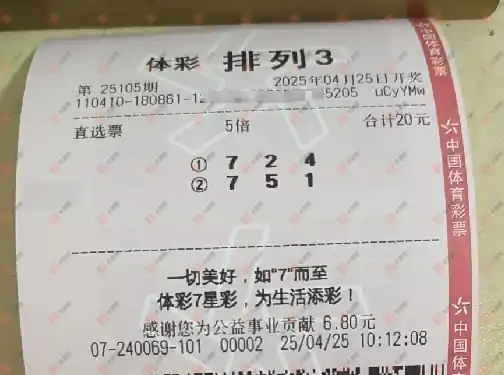 体彩 排列3
第 25105期 2025年04月25日开奖
110410-180861-12 5205 uCyYMw
直选票 5倍 合计20元
① 7 2 4
② 7 5 1
一切美好，如“7”而至
体彩7星彩，为生活添彩！
感谢您为公益事业贡献 6.80元
07-240069-101 00002 25/04/25 10:12:08
中国体育彩票
中国体育彩票
中国体育彩票